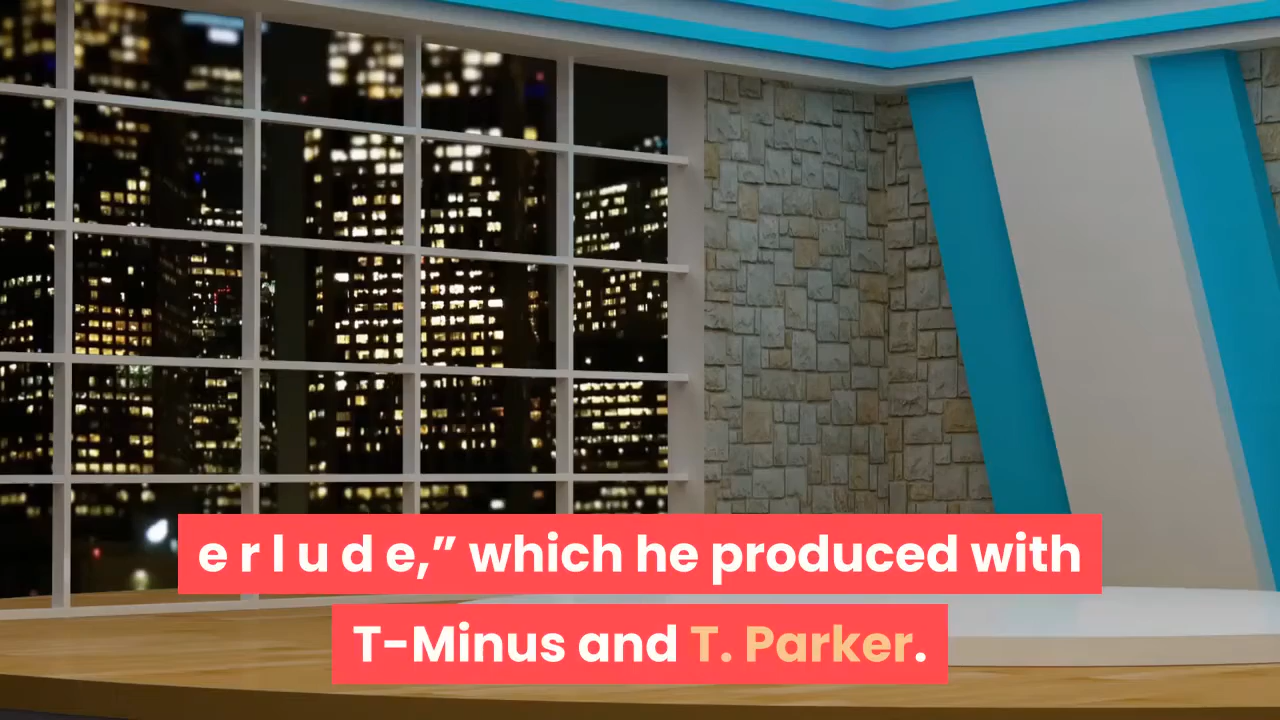 e r l u d e,” which he produced with
T-Minus and T. Parker.